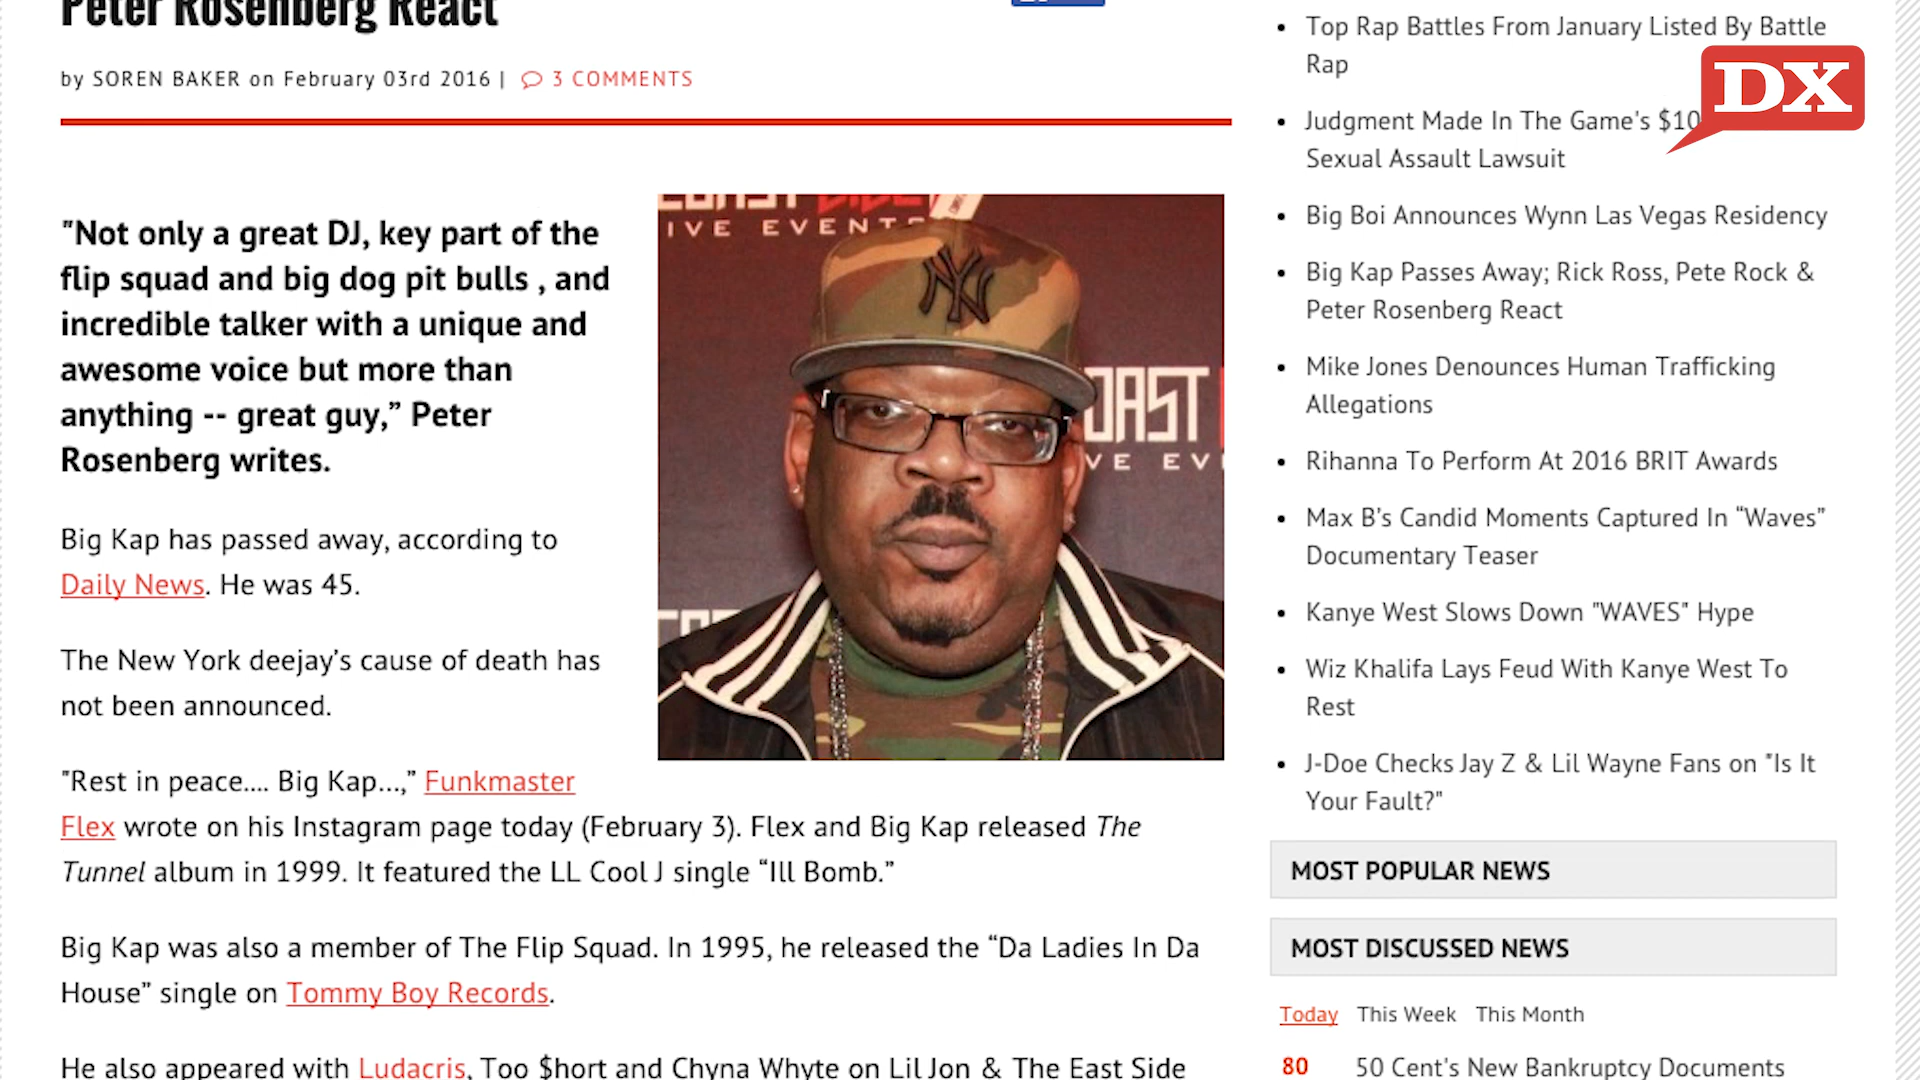 Peter Rosenberg React
by SOREN BAKER on February 03rd 2016 | 3 COMMENTS
"Not only a great DJ, key part of the
flip squad and big dog pit bulls , and
incredible talker with a unique and
awesome voice but more than
anything -- great guy,” Peter
Rosenberg writes.
Big Kap has passed away, according to
Daily News. He was 45.
The New York deejay’s cause of death has
not been announced.
"Rest in peace.... Big Kap...,” Funkmaster
Flex wrote on his Instagram page today (February 3). Flex and Big Kap released The
Tunnel album in 1999. It featured the LL Cool J single “Ill Bomb.”
Big Kap was also a member of The Flip Squad. In 1995, he released the “Da Ladies In Da
House” single on Tommy Boy Records.
He also appeared with Ludacris, Too $hort and Chyna Whyte on Lil Jon & The East Side
NY
Top Rap Battles From January Listed By Battle
Rap
DX
Judgment Made In The Game's $10
Sexual Assault Lawsuit
Big Boi Announces Wynn Las Vegas Residency
Big Kap Passes Away; Rick Ross, Pete Rock &
Peter Rosenberg React
Mike Jones Denounces Human Trafficking
Allegations
Rihanna To Perform At 2016 BRIT Awards
Max B's Candid Moments Captured In “Waves”
Documentary Teaser
Kanye West Slows Down "WAVES" Hype
Wiz Khalifa Lays Feud With Kanye West To
Rest
J-Doe Checks Jay Z & Lil Wayne Fans on "Is It
Your Fault?"
MOST POPULAR NEWS
MOST DISCUSSED NEWS
Today This Week This Month
80 50 Cent's New Bankruptcy Documents